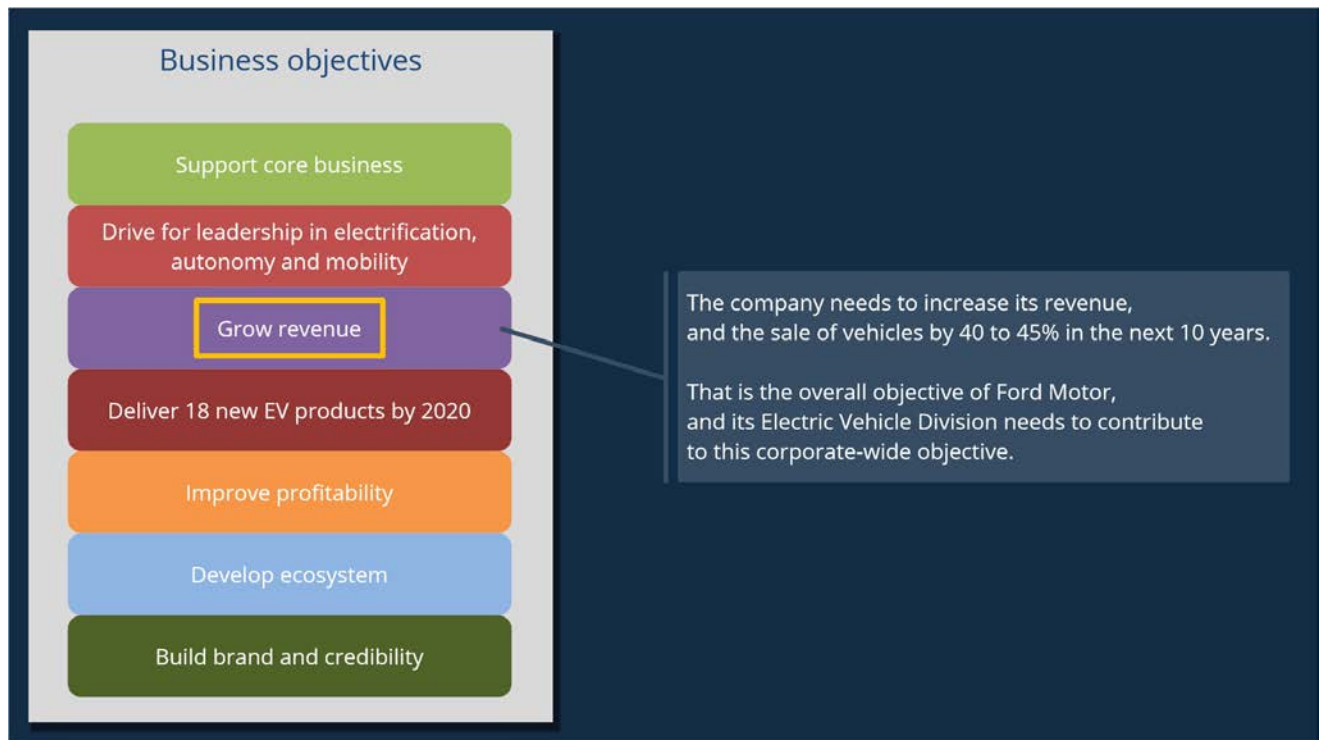 Business objectives
Support core business
Drive for leadership in electrification,
autonomy and mobility
Grow revenue
Deliver 18 new EV products by 2020
Improve profitability
Develop ecosystem
Build brand and credibility
The company needs to increase its revenue,
and the sale of vehicles by 40 to 45% in the next 10 years.
That is the overall objective of Ford Motor,
and its Electric Vehicle Division needs to contribute
to this corporate-wide objective.